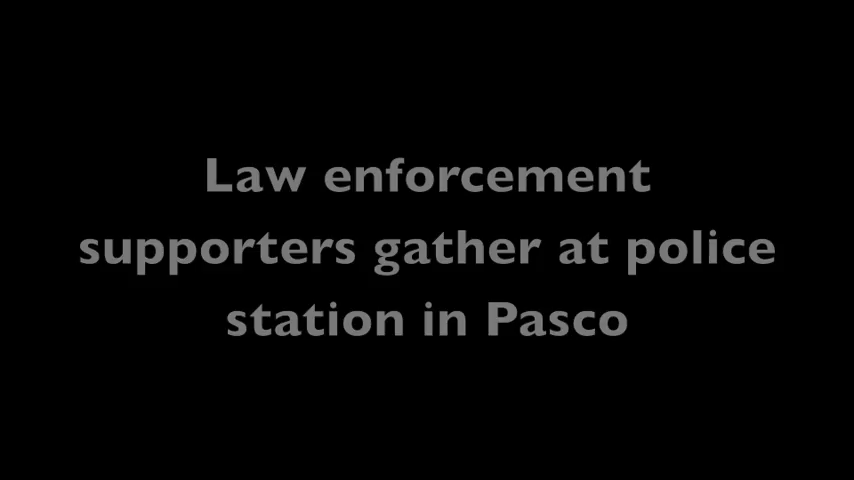 Law enforcement
supporters gather at police
station in Pasco